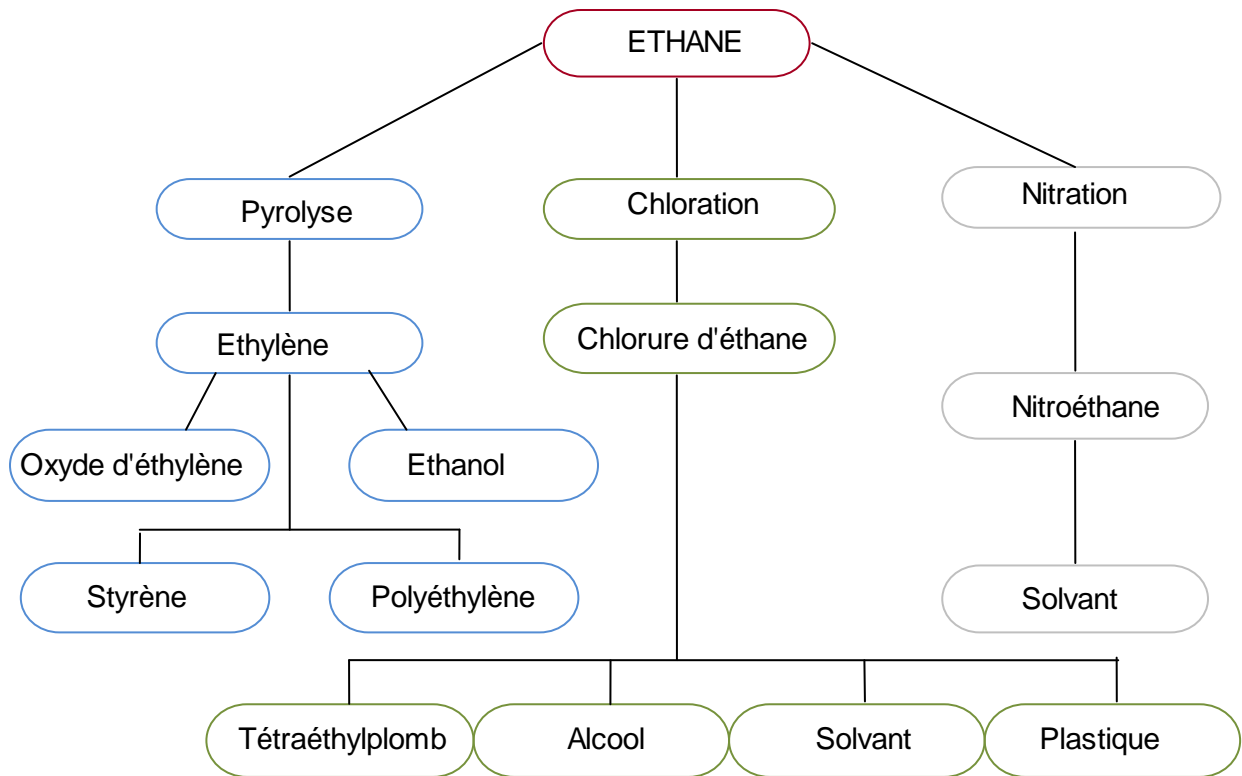 ETHANE
Pyrolyse
Chloration
Nitration
Ethylène
Chlorure d'éthane
Nitroéthane
Oxyde d'éthylène
Ethanol
Styrène
Polyéthylène
Solvant
Tétraéthylplomb
Alcool
Solvant
Plastique